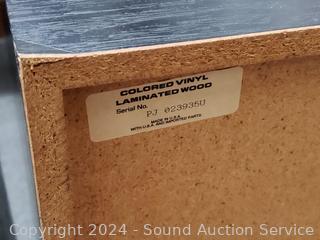 COLORED VINYL
LAMINATED WOOD
Serial No. PJ 023935U
MADE IN U.S.A.
WITH U.S.A. AND IMPORTED PARTS
Copyright 2024 - Sound Auction Service